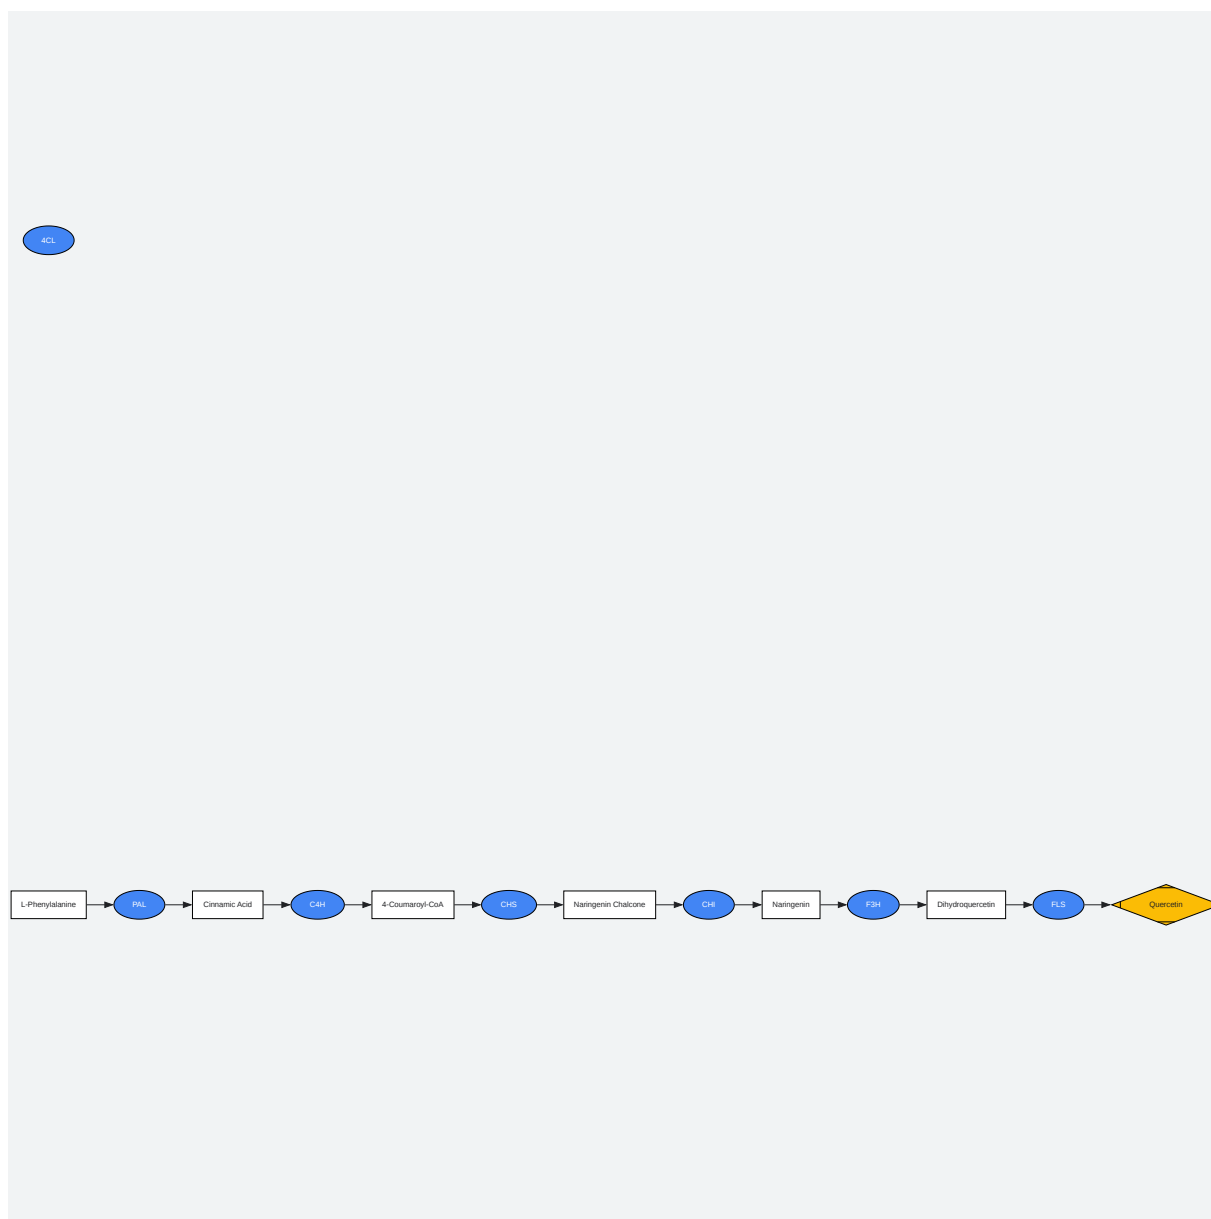 4CL
L-Phenylalanine
PAL
Cinnamic Acid
C4H
4-Coumaroyl-CoA
CHS
Naringenin Chalcone
CHI
Naringenin
F3H
Dihydroquercetin
FLS
Quercetin